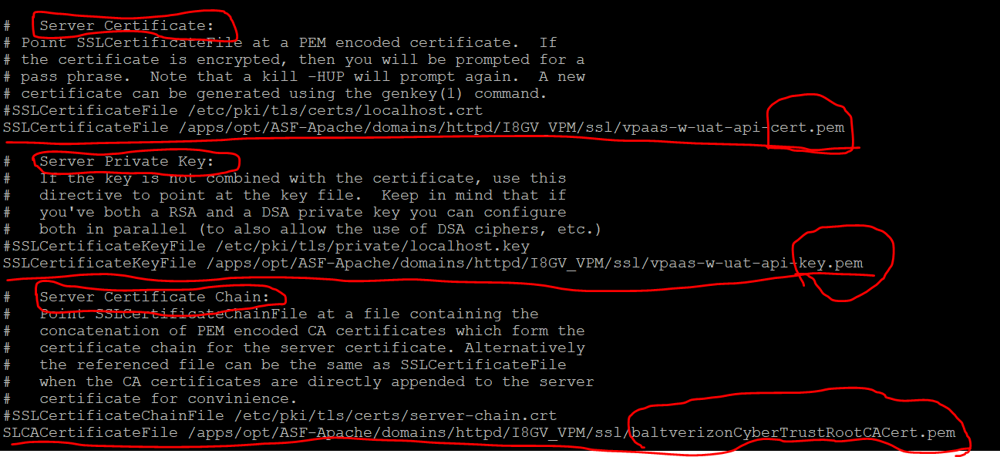 #   Server Certificate:
# Point SSLCertificateFile at a PEM encoded certificate.  If
# the certificate is encrypted, then you will be prompted for a
# pass phrase.  Note that a kill -HUP will prompt again.  A new
# certificate can be generated using the genkey(1) command.
#SSLCertificateFile /etc/pki/tls/certs/localhost.crt
SSLCertificateFile /apps/opt/ASF-Apache/domains/httpd/I8GV_VPM/ssl/vpaas-w-uat-api-cert.pem
#   Server Private Key:
#   If the key is not combined with the certificate, use this
#   directive to point at the key file.  Keep in mind that if
#   you've both a RSA and a DSA private key you can configure
#   both in parallel (to also allow the use of DSA ciphers, etc.)
#SSLCertificateKeyFile /etc/pki/tls/private/localhost.key
SSLCertificateKeyFile /apps/opt/ASF-Apache/domains/httpd/I8GV_VPM/ssl/vpaas-w-uat-api-key.pem
#   Server Certificate Chain:
#   Point SSLCertificateChainFile at a file containing the
#   concatenation of PEM encoded CA certificates which form the
#   certificate chain for the server certificate. Alternatively
#   the referenced file can be the same as SSLCertificateFile
#   when the CA certificates are directly appended to the server
#   certificate for convinience.
#SSLCertificateChainFile /etc/pki/tls/certs/server-chain.crt
SLCACertificateFile /apps/opt/ASF-Apache/domains/httpd/I8GV_VPM/ssl/baltverizonCyberTrustRootCACert.pem